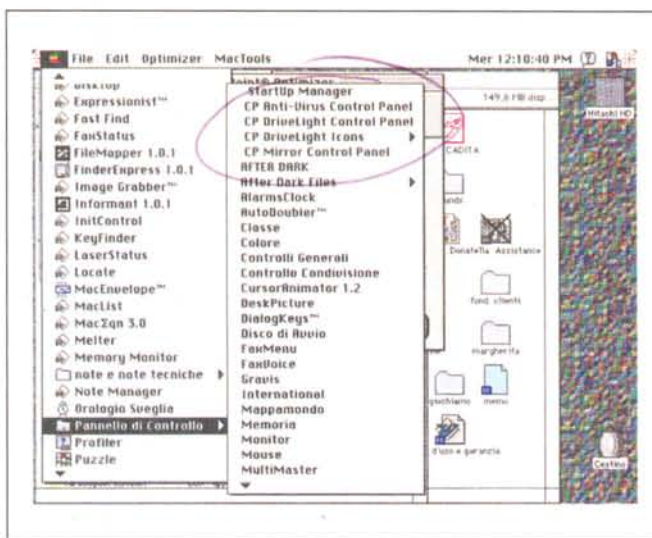 File Edit Optimizer MacTools Mer 12:10:40 PM
DiskTop
Expressionist™
Fast Find
FaxStatus
FileMapper 1.0.1
FinderExpress 1.0.1
Image Grabber™
Informant 1.0.1
InitControl
KeyFinder
LaserStatus
Locate
MacEnvelope™
MacList
MacΣqn 3.0
Melter
Memory Monitor
note e note tecniche
Note Manager
Orologio Sveglia
Pannello di Controllo
Profiler
Puzzle
Optimizer
StartUp Manager
CP Anti-Virus Control Panel
CP DriveLight Control Panel
CP DriveLight Icons
CP Mirror Control Panel
AFTER DARK
After Dark Files
AlarmsClock
AutoDoubler™
Classe
Colore
Controlli Generali
Controllo Condivisione
CursorAnimator 1.2
DeskPicture
DialogKeys™
Disco di Avvio
FaxMenu
FaxVoice
Gravis
International
Mappamondo
Memoria
Monitor
Mouse
MultiMaster
149,8 MB disp.
CADITA
Donatella Assistance
fond. clienti
margherita
menu
d'uso e garanzia
Hitachi HD
Cestino